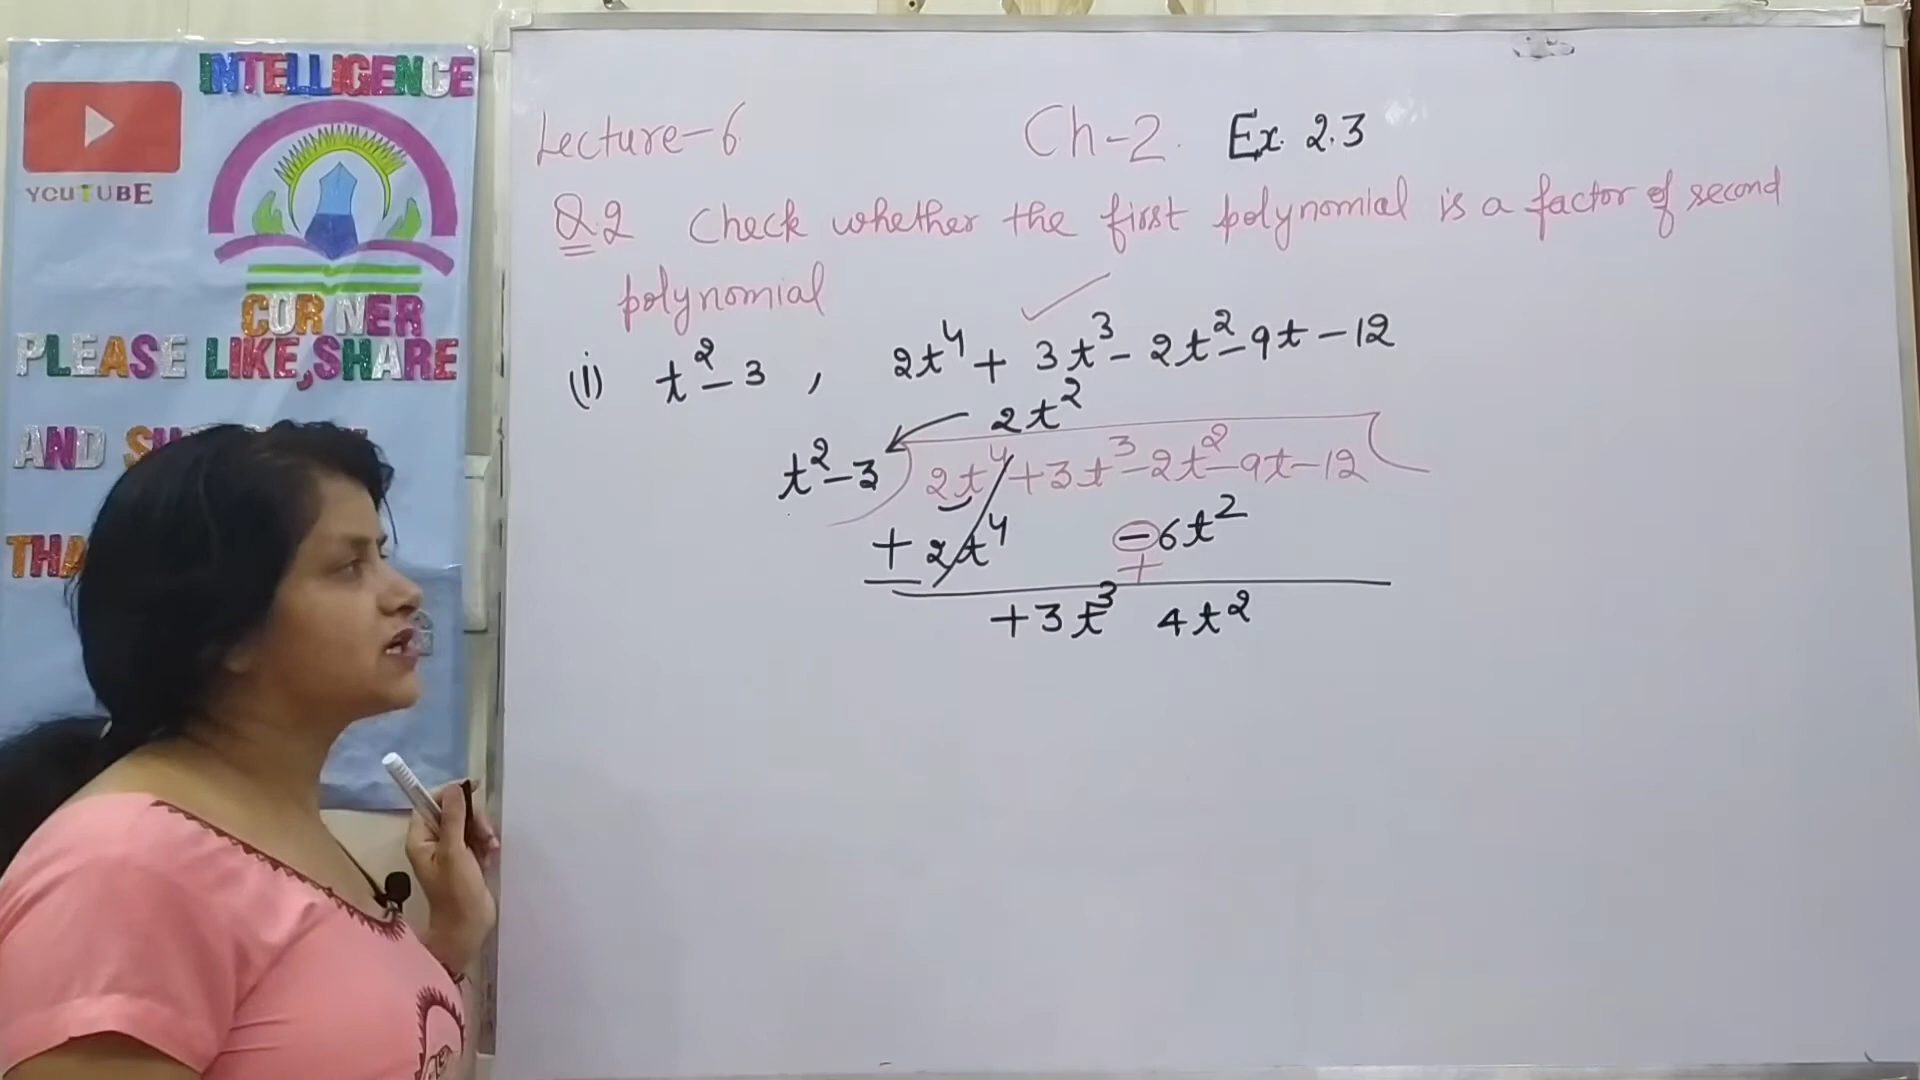 INTELLIGENCE
YOUTUBE
CORNER
PLEASE LIKE, SHARE
AND
Lecture-6 Ch-2. Ex. 2.3
Q.2 Check whether the first polynomial is a factor of second
polynomial
(i) t²-3 , 2t⁴ + 3t³ - 2t² - 9t - 12
2t²
t²-3 ) 2t⁴ + 3t³ - 2t² - 9t - 12
+ 2t⁴ - 6t²
- +
+3t³ 4t²